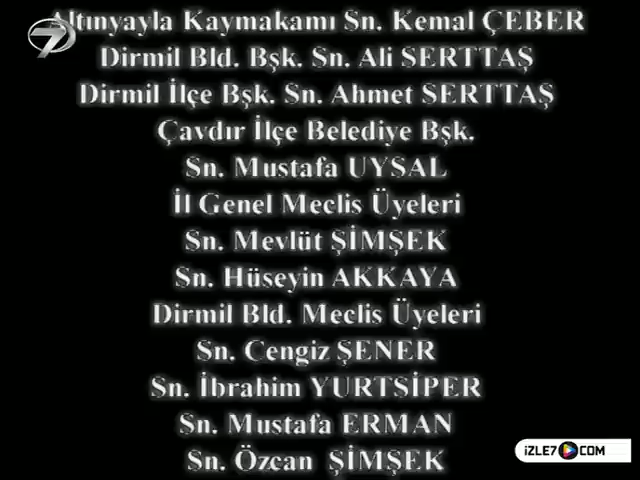 Altınyayla Kaymakamı Sn. Kemal ÇEBER
Dirmil Bld. Bşk. Sn. Ali SERTTAŞ
Dirmil İlçe Bşk. Sn. Ahmet SERTTAŞ
Çavdır İlçe Belediye Bşk.
Sn. Mustafa UYSAL
İl Genel Meclis Üyeleri
Sn. Mevlüt ŞİMŞEK
Sn. Hüseyin AKKAYA
Dirmil Bld. Meclis Üyeleri
Sn. Cengiz ŞENER
Sn. İbrahim YURTSİPER
Sn. Mustafa ERMAN
Sn. Özcan ŞİMŞEK
7
iZLE7 COM